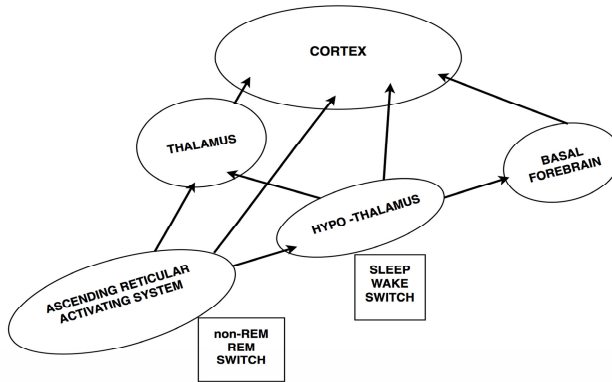 CORTEX
THALAMUS
BASAL
FOREBRAIN
HYPO -THALAMUS
ASCENDING RETICULAR
ACTIVATING SYSTEM
SLEEP
WAKE
SWITCH
non-REM
REM
SWITCH